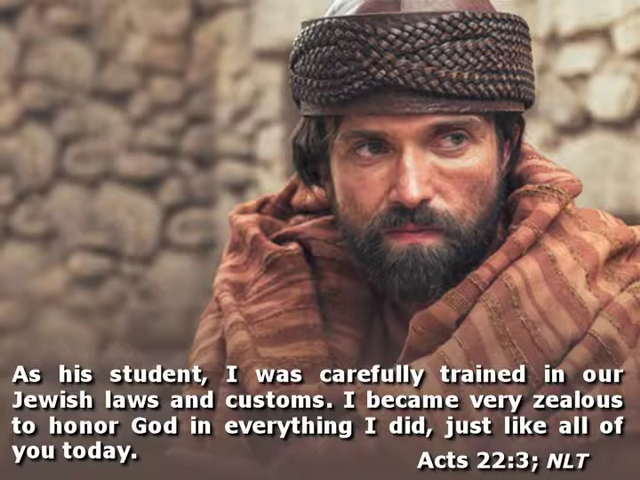 As his student, I was carefully trained in our
Jewish laws and customs. I became very zealous
to honor God in everything I did, just like all of
you today.
Acts 22:3; NLT